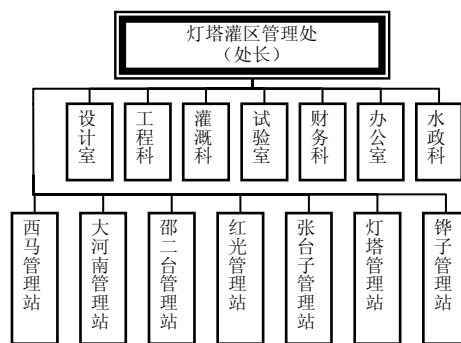 灯塔灌区管理处
（处长）
设计室
工程科
灌溉科
试验室
财务科
办公室
水政科
西马管理站
大河南管理站
邵二台管理站
红光管理站
张台子管理站
灯塔管理站
铧子管理站